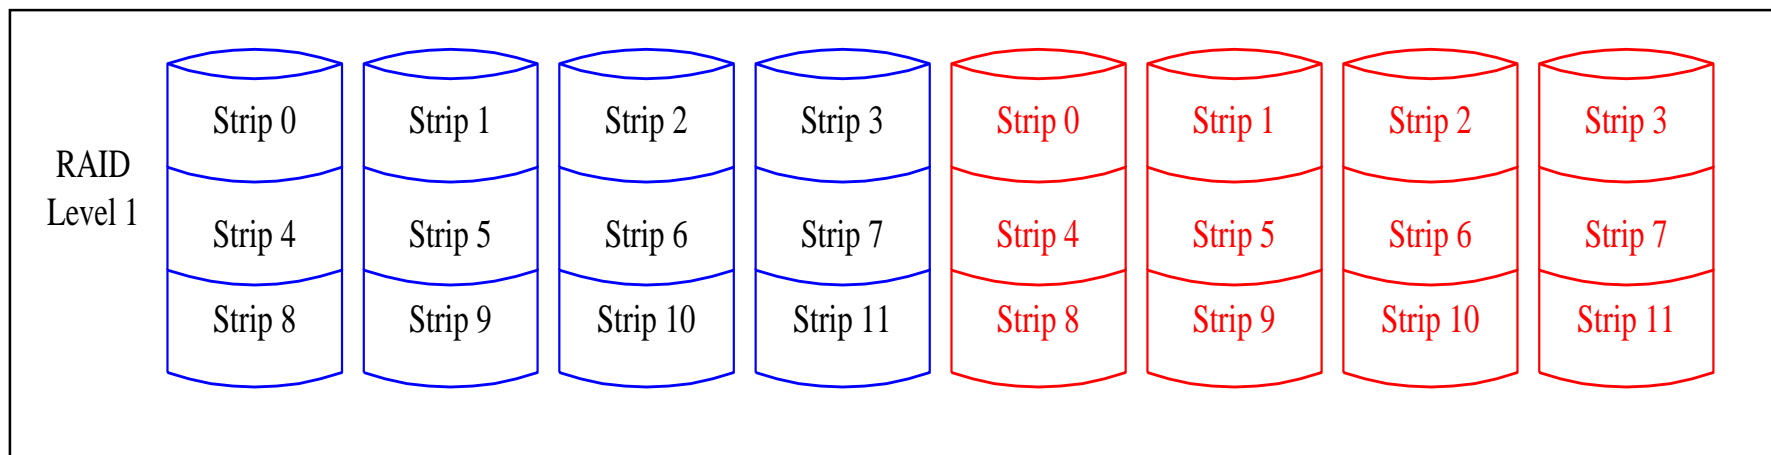 Strip 0 Strip 1 Strip 2 Strip 3 Strip 0 Strip 1 Strip 2 Strip 3
RAID
Level 1
Strip 4 Strip 5 Strip 6 Strip 7 Strip 4 Strip 5 Strip 6 Strip 7
Strip 8 Strip 9 Strip 10 Strip 11 Strip 8 Strip 9 Strip 10 Strip 11